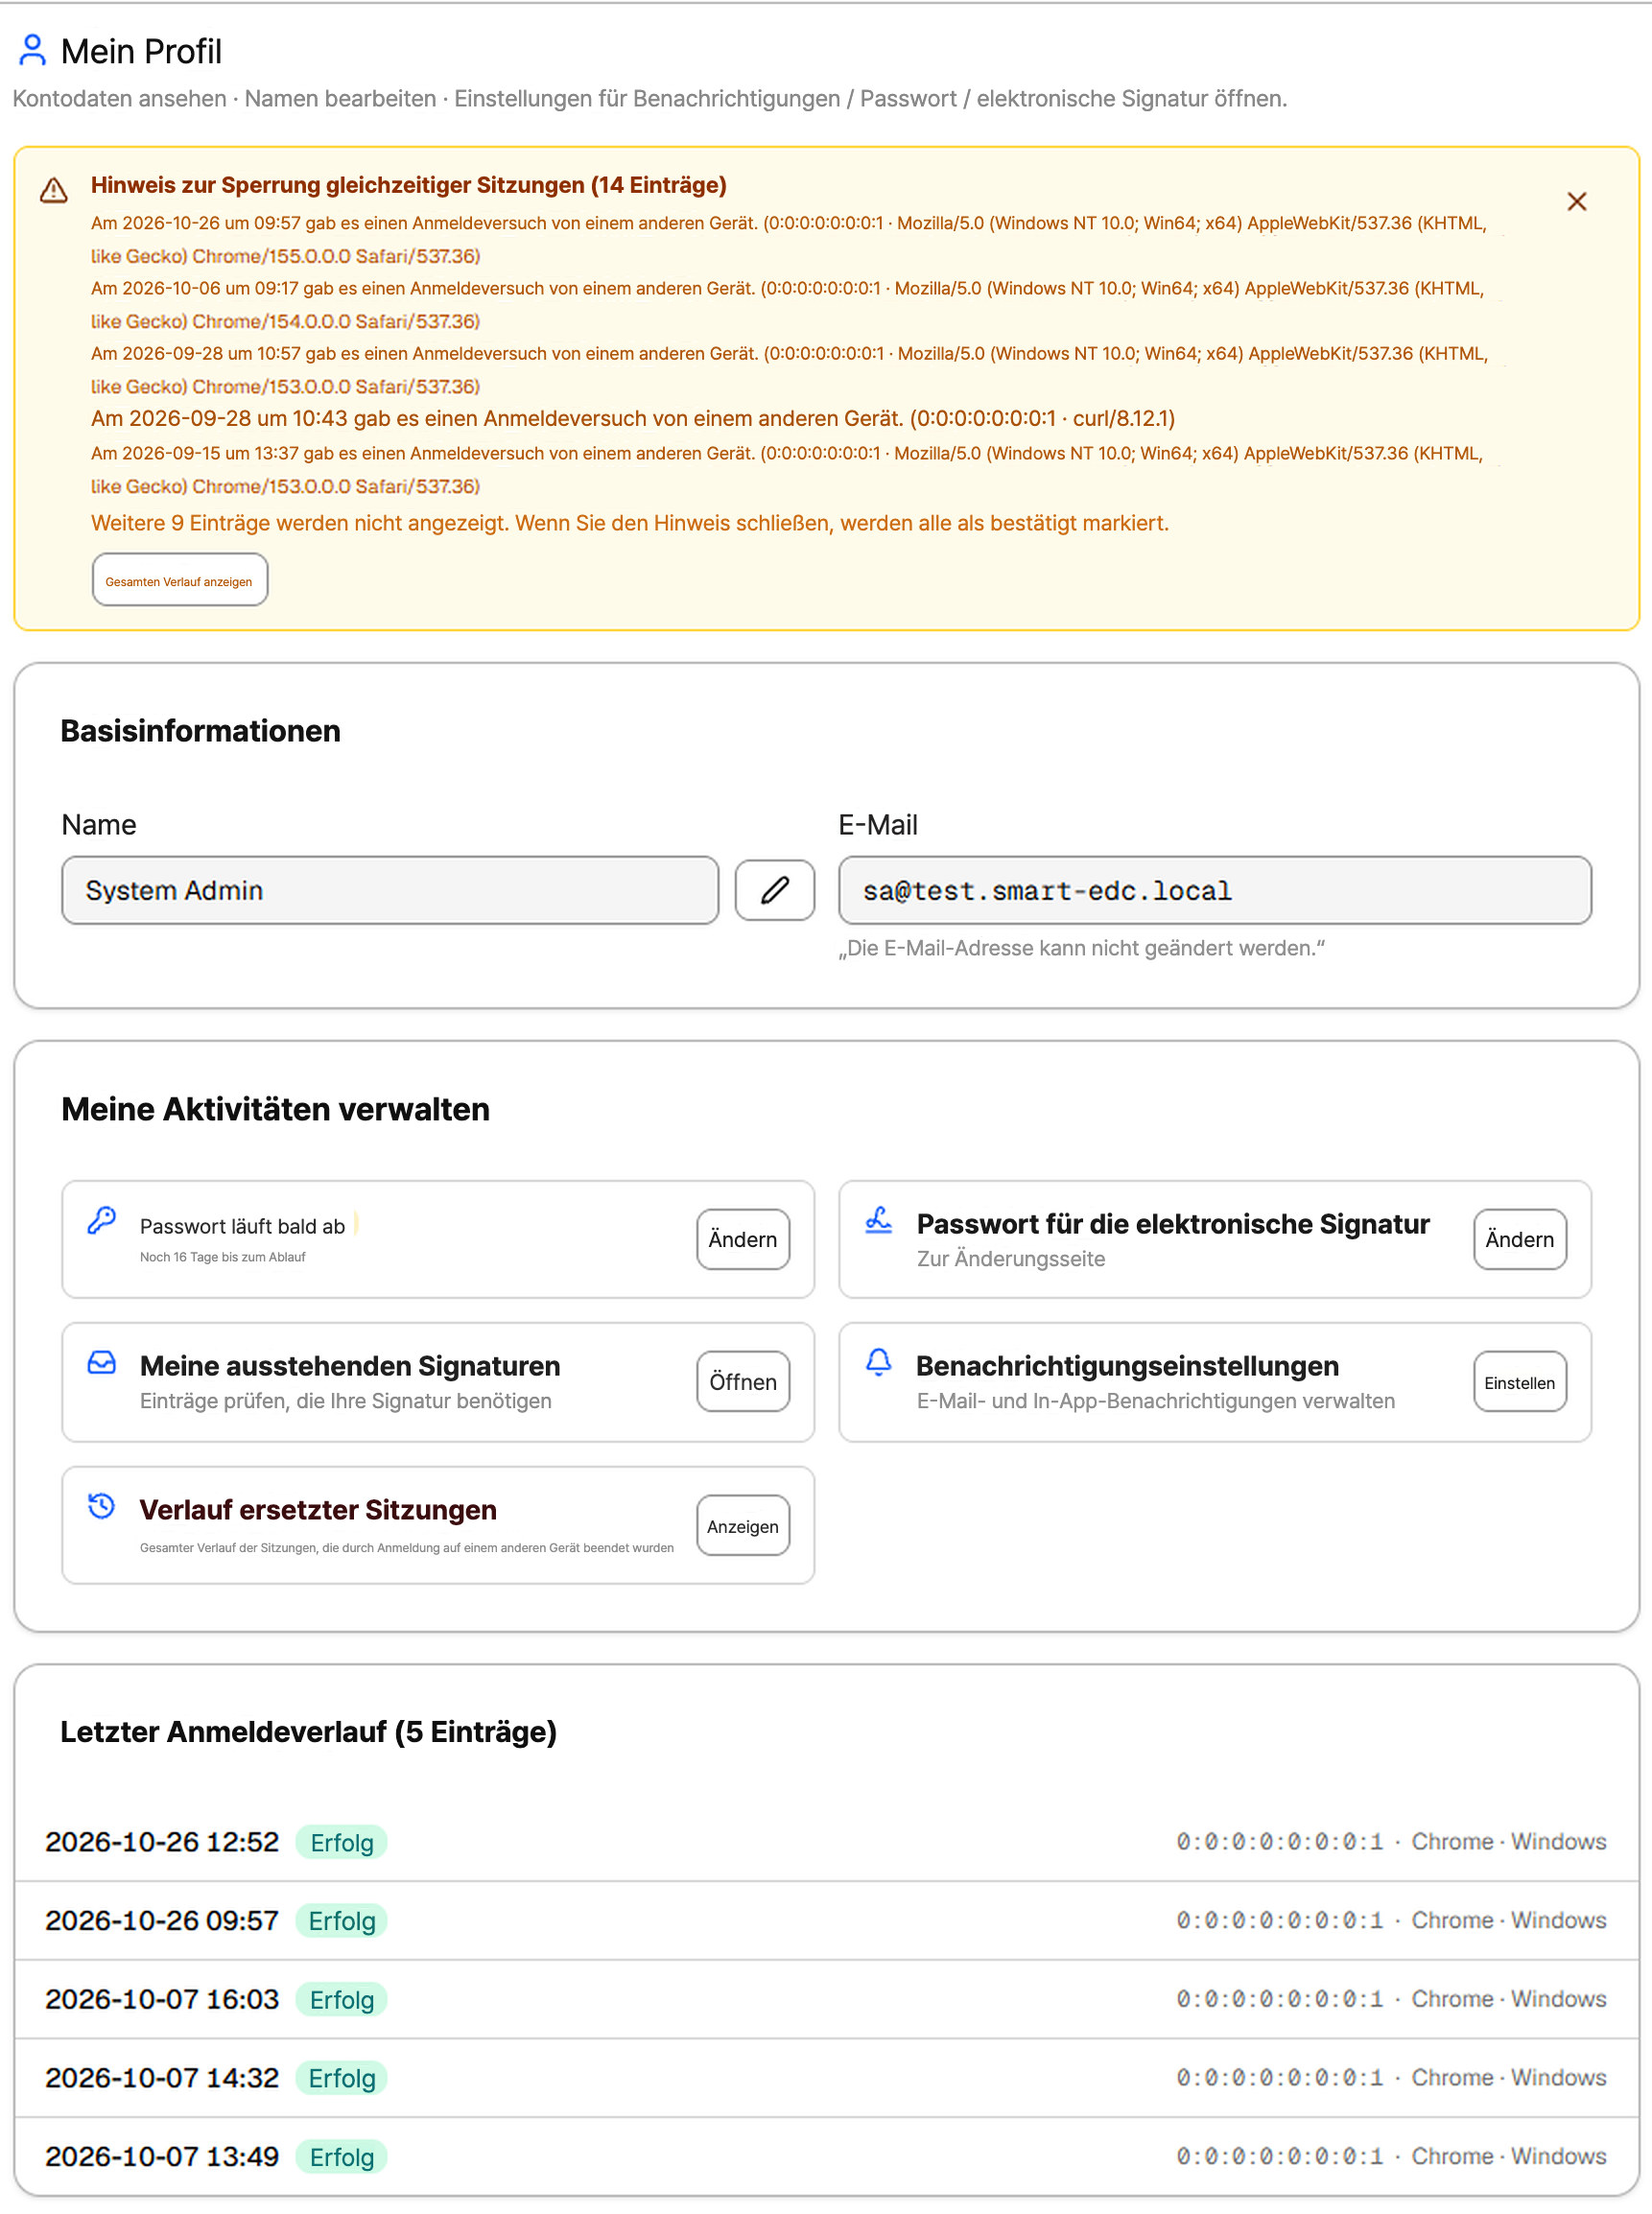 Mein Profil
Kontodaten ansehen · Namen bearbeiten · Einstellungen für Benachrichtigungen / Passwort / elektronische Signatur öffnen.
Hinweis zur Sperrung gleichzeitiger Sitzungen (14 Einträge)
Am 2026-10-26 um 09:57 gab es einen Anmeldeversuch von einem anderen Gerät. (0:0:0:0:0:0:0:1 · Mozilla/5.0 (Windows NT 10.0; Win64; x64) AppleWebKit/537.36 (KHTML,
like Gecko) Chrome/155.0.0.0 Safari/537.36)
Am 2026-10-06 um 09:17 gab es einen Anmeldeversuch von einem anderen Gerät. (0:0:0:0:0:0:0:1 · Mozilla/5.0 (Windows NT 10.0; Win64; x64) AppleWebKit/537.36 (KHTML,
like Gecko) Chrome/154.0.0.0 Safari/537.36)
Am 2026-09-28 um 10:57 gab es einen Anmeldeversuch von einem anderen Gerät. (0:0:0:0:0:0:0:1 · Mozilla/5.0 (Windows NT 10.0; Win64; x64) AppleWebKit/537.36 (KHTML,
like Gecko) Chrome/153.0.0.0 Safari/537.36)
Am 2026-09-28 um 10:43 gab es einen Anmeldeversuch von einem anderen Gerät. (0:0:0:0:0:0:0:1 · curl/8.12.1)
Am 2026-09-15 um 13:37 gab es einen Anmeldeversuch von einem anderen Gerät. (0:0:0:0:0:0:0:1 · Mozilla/5.0 (Windows NT 10.0; Win64; x64) AppleWebKit/537.36 (KHTML,
like Gecko) Chrome/153.0.0.0 Safari/537.36)
Weitere 9 Einträge werden nicht angezeigt. Wenn Sie den Hinweis schließen, werden alle als bestätigt markiert.
Gesamten Verlauf anzeigen
Basisinformationen
Name
System Admin
E-Mail
sa@test.smart-edc.local
„Die E-Mail-Adresse kann nicht geändert werden.“
Meine Aktivitäten verwalten
Passwort läuft bald ab
Noch 16 Tage bis zum Ablauf
Ändern
Passwort für die elektronische Signatur
Zur Änderungsseite
Ändern
Meine ausstehenden Signaturen
Einträge prüfen, die Ihre Signatur benötigen
Öffnen
Benachrichtigungseinstellungen
E-Mail- und In-App-Benachrichtigungen verwalten
Einstellen
Verlauf ersetzter Sitzungen
Gesamter Verlauf der Sitzungen, die durch Anmeldung auf einem anderen Gerät beendet wurden
Anzeigen
Letzter Anmeldeverlauf (5 Einträge)
2026-10-26 12:52 Erfolg 0:0:0:0:0:0:0:1 · Chrome · Windows
2026-10-26 09:57 Erfolg 0:0:0:0:0:0:0:1 · Chrome · Windows
2026-10-07 16:03 Erfolg 0:0:0:0:0:0:0:1 · Chrome · Windows
2026-10-07 14:32 Erfolg 0:0:0:0:0:0:0:1 · Chrome · Windows
2026-10-07 13:49 Erfolg 0:0:0:0:0:0:0:1 · Chrome · Windows